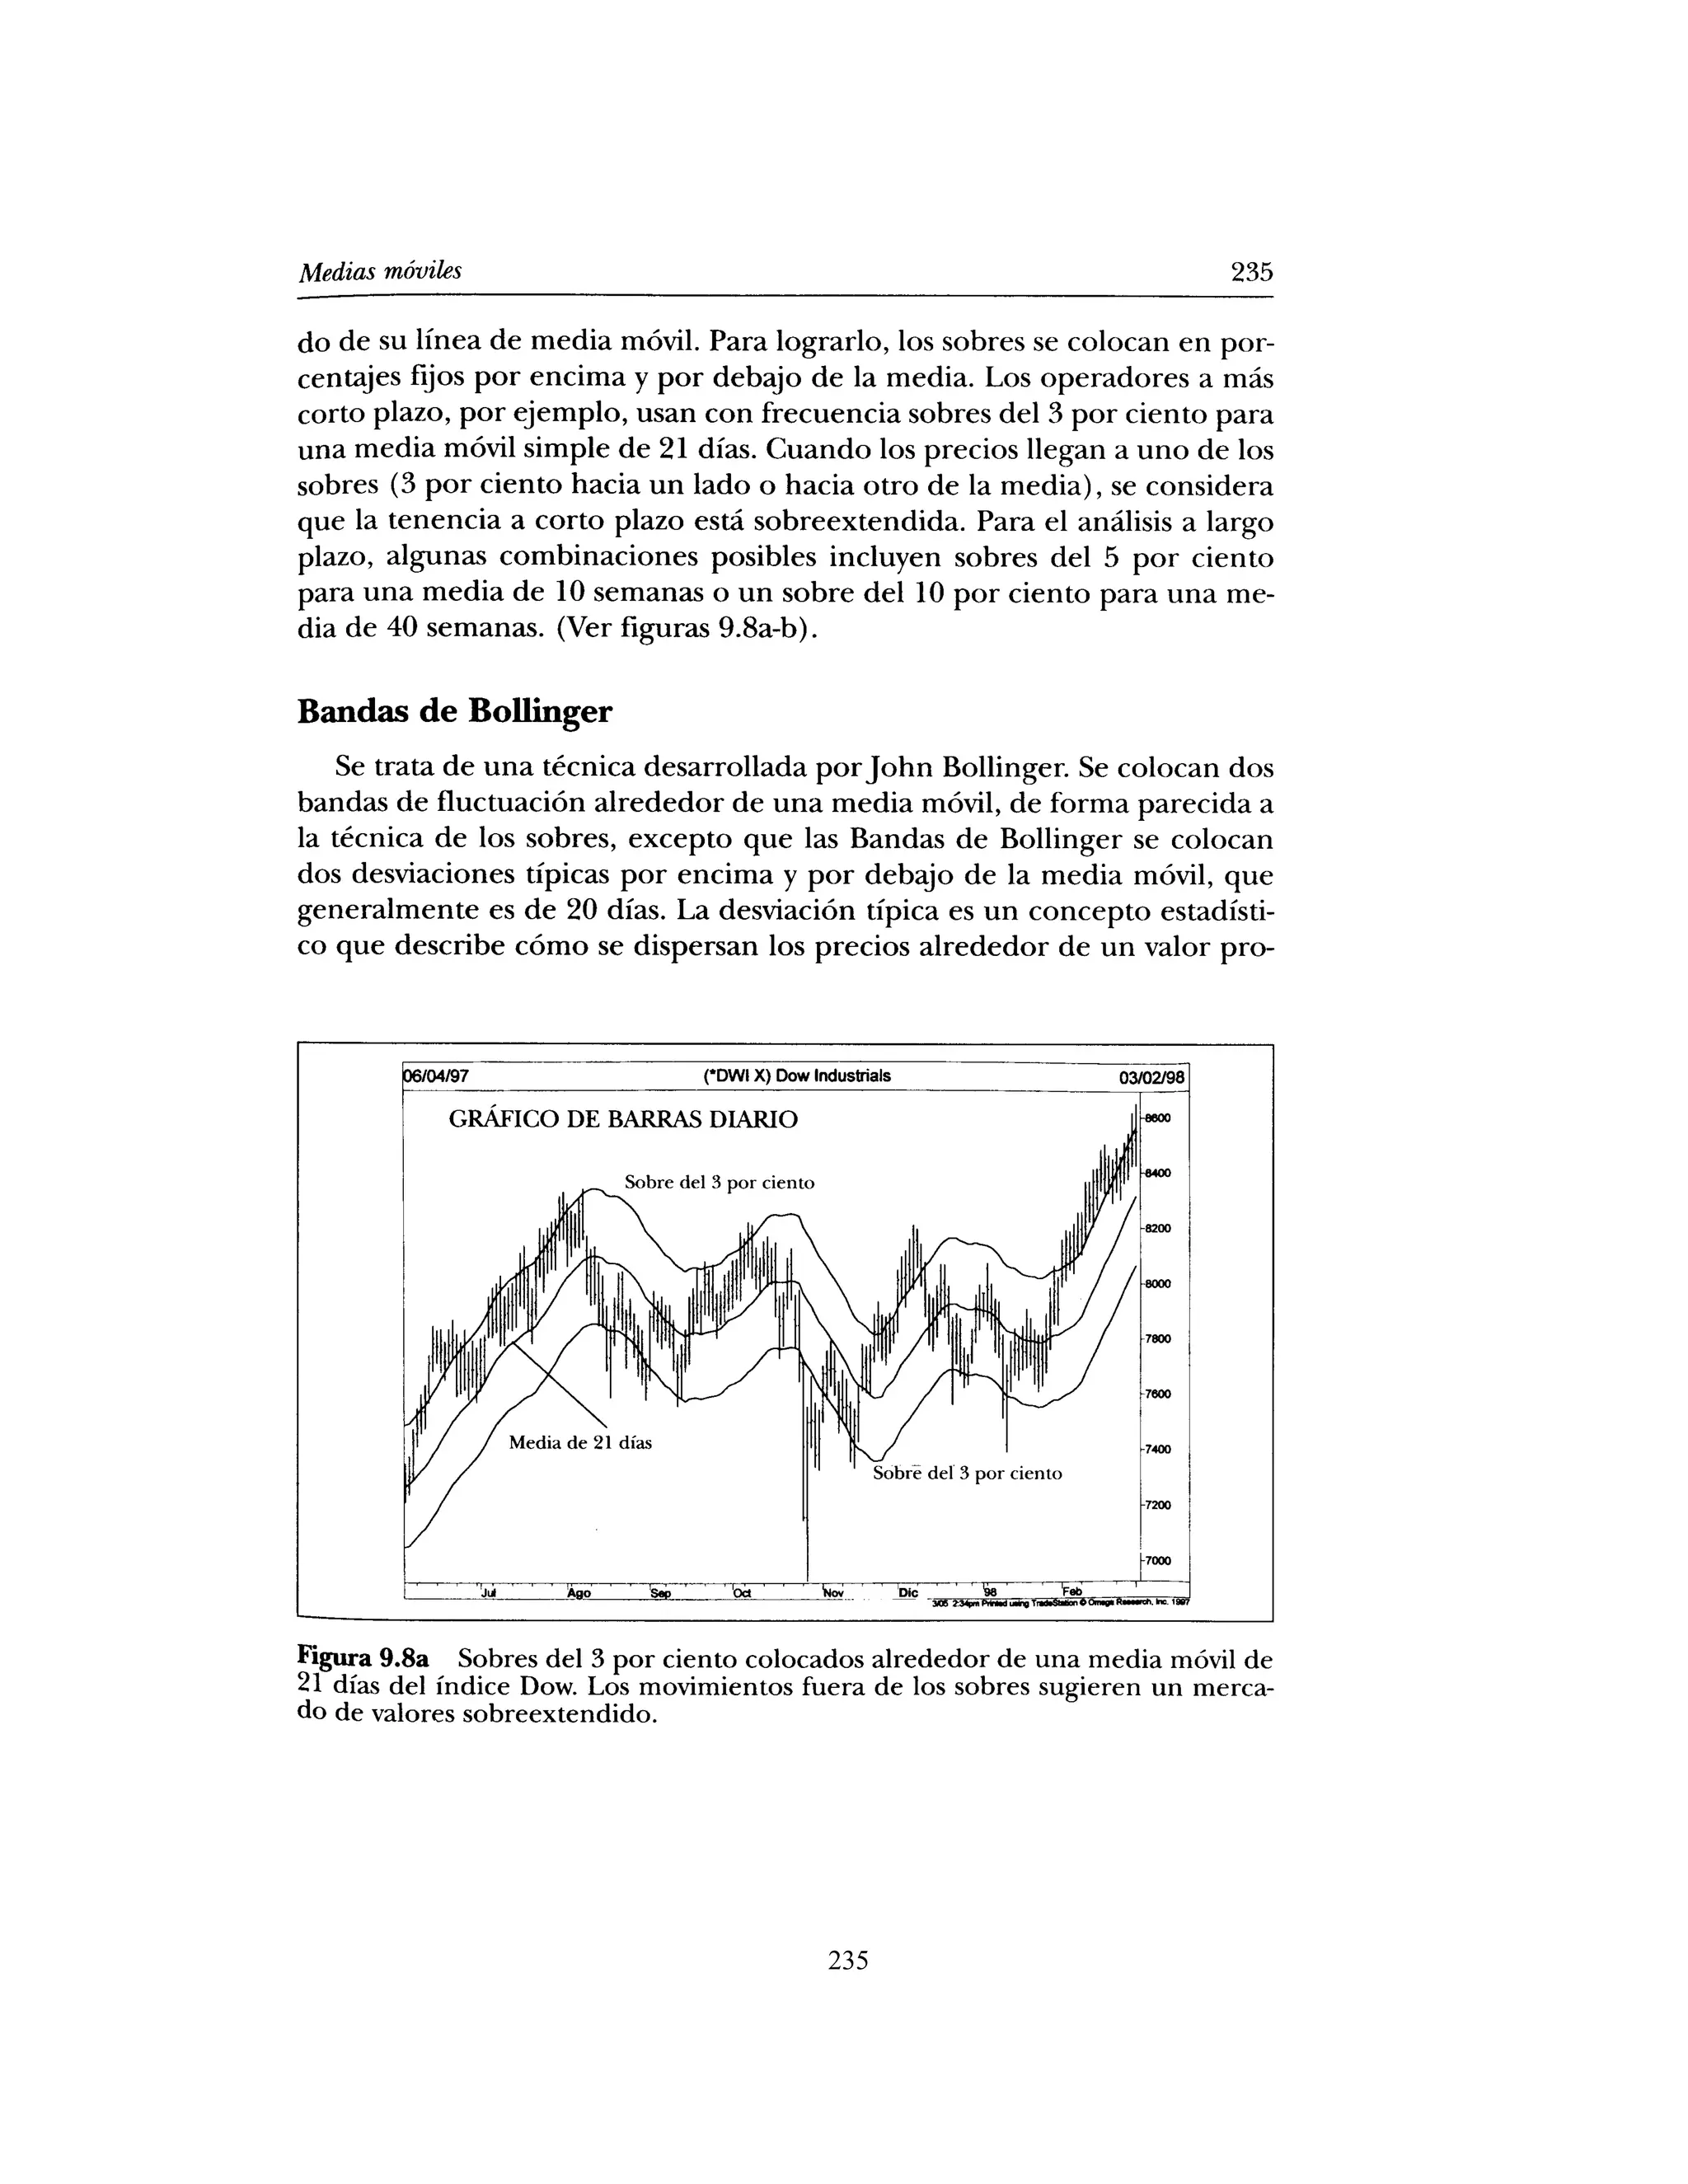 Medias móviles 235
do de su línea de media móvil. Para lograrlo, los sobres se colocan en por-
centajes fijos por encima y por debajo de la media. Los operadores a más
corto plazo, por ejemplo, usan con frecuencia sobres del 3 por ciento para
una media móvil simple de 21 días. Cuando los precios llegan a uno de los
sobres (3 por ciento hacia un lado o hacia otro de la media), se considera
que la tenencia a corto plazo está sobreextendida. Para el análisis a largo
plazo, algunas combinaciones posibles incluyen sobres del 5 por ciento
para una media de 10 semanas o un sobre del 10 por ciento para una me-
dia de 40 semanas. (Ver figuras 9.8a-b).
Bandas de Bollinger
Se trata de una técnica desarrollada por John Bollinger. Se colocan dos
bandas de fluctuación alrededor de una media móvil, de forma parecida a
la técnica de los sobres, excepto que las Bandas de Bollinger se colocan
dos desviaciones típicas por encima y por debajo de la media móvil, que
generalmente es de 20 días. La desviación típica es un concepto estadísti-
co que describe cómo se dispersan los precios alrededor de un valor pro-
06/04/97 (*DWI X) Dow Industrials 03/02/98
GRÁFICO DE BARRAS DIARIO
8600
Sobre del 3 por ciento
8400
8200
8000
7800
7600
Media de 21 días
7400
Sobre del 3 por ciento
7200
7000
Jul Ago Sep Oct Nov Dic 98 Feb
3/05 2:34pm Printed using TradeStation © Omega Research, Inc. 1997
Figura 9.8a Sobres del 3 por ciento colocados alrededor de una media móvil de
21 días del índice Dow. Los movimientos fuera de los sobres sugieren un merca-
do de valores sobreextendido.
235